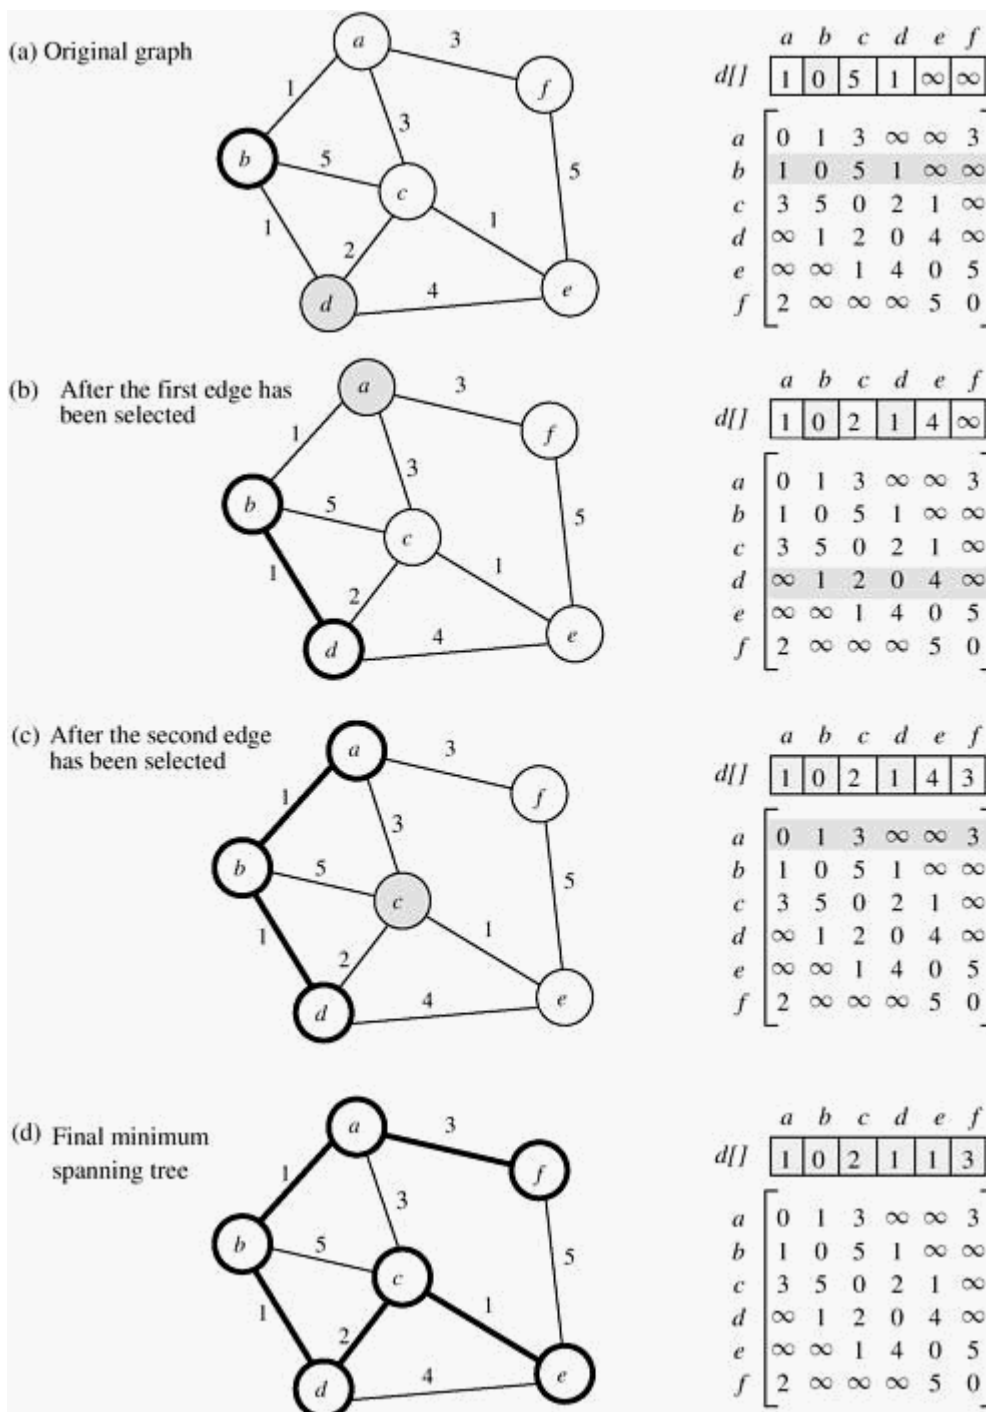 a b c d e f
(a) Original graph
d[] 1 0 5 1 ∞ ∞
a
3
f
1
3
5
b
5
c
1
1
2
d
4
e
a 0 1 3 ∞ ∞ 3
b 1 0 5 1 ∞ ∞
c 3 5 0 2 1 ∞
d ∞ 1 2 0 4 ∞
e ∞ ∞ 1 4 0 5
f 2 ∞ ∞ ∞ 5 0
(b) After the first edge has
been selected
a
3
f
1
3
5
b
5
c
1
1
2
d
4
e
a b c d e f
d[] 1 0 2 1 4 ∞
a 0 1 3 ∞ ∞ 3
b 1 0 5 1 ∞ ∞
c 3 5 0 2 1 ∞
d ∞ 1 2 0 4 ∞
e ∞ ∞ 1 4 0 5
f 2 ∞ ∞ ∞ 5 0
(c) After the second edge
has been selected
a
3
f
1
3
5
b
5
c
1
1
2
d
4
e
a b c d e f
d[] 1 0 2 1 4 3
a 0 1 3 ∞ ∞ 3
b 1 0 5 1 ∞ ∞
c 3 5 0 2 1 ∞
d ∞ 1 2 0 4 ∞
e ∞ ∞ 1 4 0 5
f 2 ∞ ∞ ∞ 5 0
(d) Final minimum
spanning tree
a
3
f
1
3
5
b
5
c
1
1
2
d
4
e
a b c d e f
d[] 1 0 2 1 1 3
a 0 1 3 ∞ ∞ 3
b 1 0 5 1 ∞ ∞
c 3 5 0 2 1 ∞
d ∞ 1 2 0 4 ∞
e ∞ ∞ 1 4 0 5
f 2 ∞ ∞ ∞ 5 0